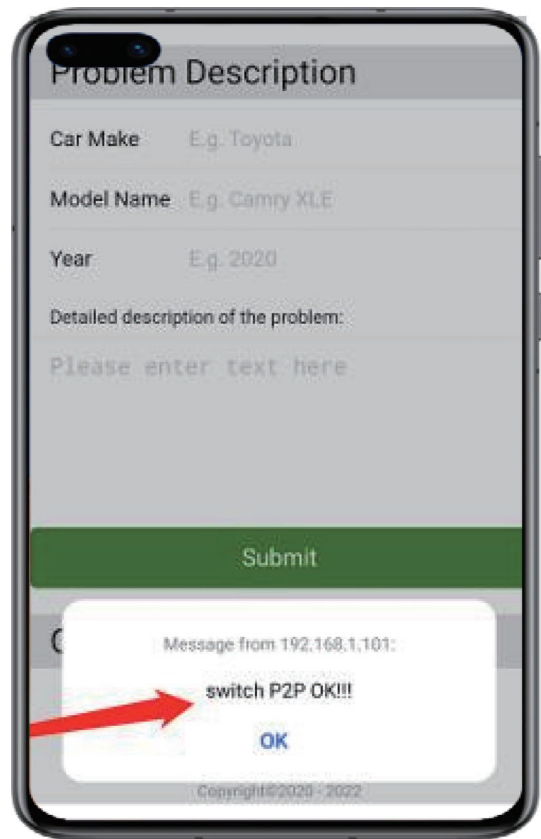 Problem Description
Car Make E.g. Toyota
Model Name E.g. Camry XLE
Year E.g. 2020
Detailed description of the problem:
Please enter text here
Submit
Message from 192.168.1.101:
switch P2P OK!!!
OK
Copyright©2020 - 2022